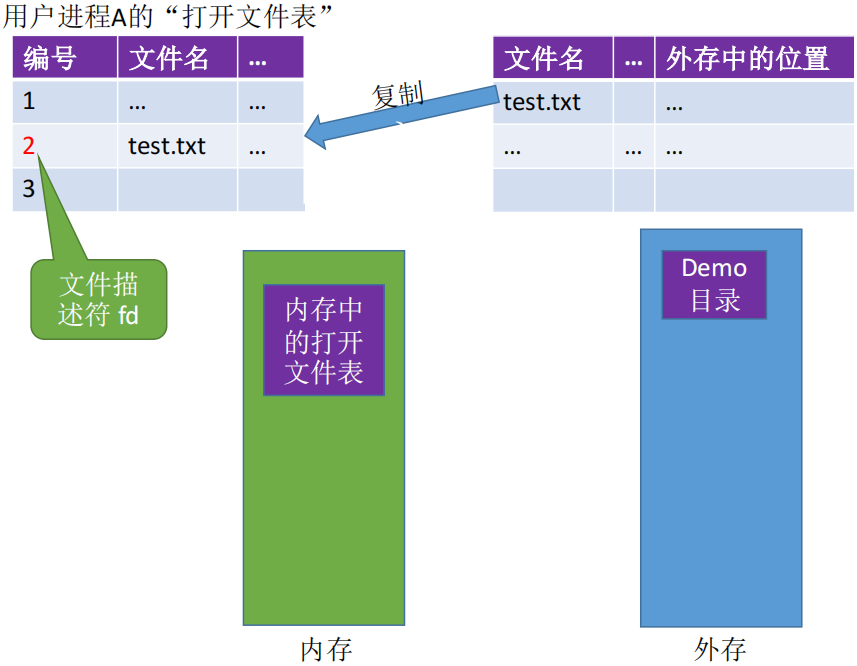 用户进程A的“打开文件表”
编号 文件名 ...
1 ... ...
2 test.txt ...
3
复制
文件名 ... 外存中的位置
test.txt ...
... ... ...
文件描
述符 fd
内存中
的打开
文件表
Demo
目录
内存
外存